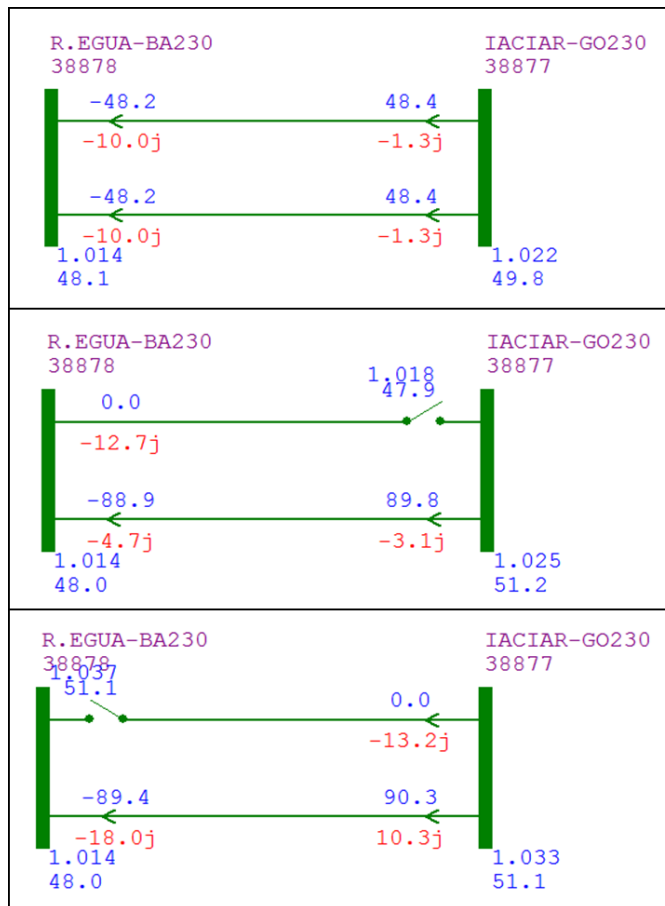 R.EGUA-BA230 IACIAR-GO230
38878 38877
-48.2 48.4
-10.0j -1.3j
-48.2 48.4
-10.0j -1.3j
1.014 1.022
48.1 49.8
R.EGUA-BA230 IACIAR-GO230
38878 38877
1.018
0.0 47.9
-12.7j
-88.9 89.8
-4.7j -3.1j
1.014 1.025
48.0 51.2
R.EGUA-BA230 IACIAR-GO230
38878 38877
1.037
51.1 0.0
-13.2j
-89.4 90.3
-18.0j 10.3j
1.014 1.033
48.0 51.1